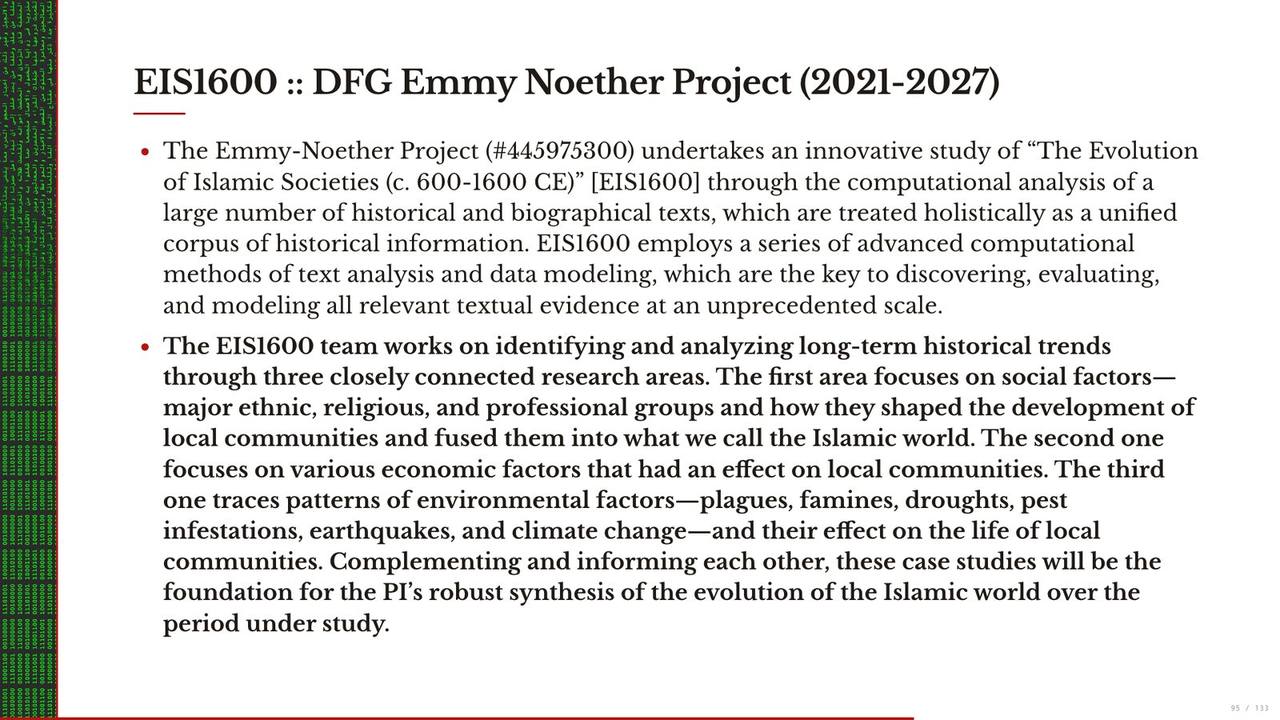 EIS1600 :: DFG Emmy Noether Project (2021-2027)
• The Emmy-Noether Project (#445975300) undertakes an innovative study of “The Evolution
of Islamic Societies (c. 600-1600 CE)” [EIS1600] through the computational analysis of a
large number of historical and biographical texts, which are treated holistically as a unified
corpus of historical information. EIS1600 employs a series of advanced computational
methods of text analysis and data modeling, which are the key to discovering, evaluating,
and modeling all relevant textual evidence at an unprecedented scale.
• The EIS1600 team works on identifying and analyzing long-term historical trends
through three closely connected research areas. The first area focuses on social factors—
major ethnic, religious, and professional groups and how they shaped the development of
local communities and fused them into what we call the Islamic world. The second one
focuses on various economic factors that had an effect on local communities. The third
one traces patterns of environmental factors—plagues, famines, droughts, pest
infestations, earthquakes, and climate change—and their effect on the life of local
communities. Complementing and informing each other, these case studies will be the
foundation for the PI’s robust synthesis of the evolution of the Islamic world over the
period under study.
95 / 133